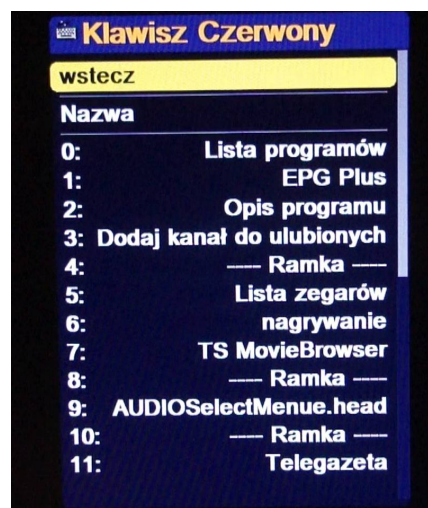 Klawisz Czerwony
wstecz
Nazwa
0: Lista programów
1: EPG Plus
2: Opis programu
3: Dodaj kanał do ulubionych
4: ---- Ramka ----
5: Lista zegarów
6: nagrywanie
7: TS MovieBrowser
8: ---- Ramka ----
9: AUDIOSelectMenue.head
10: ---- Ramka ----
11: Telegazeta